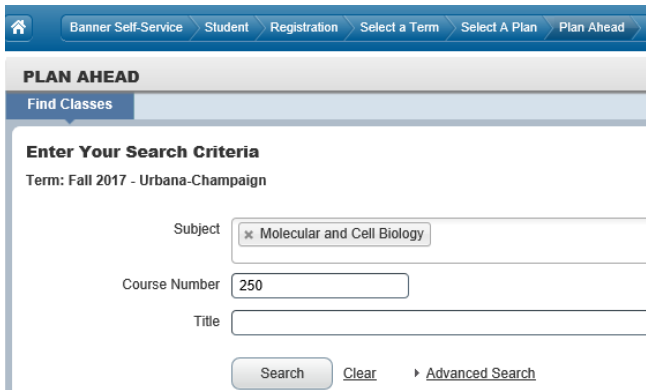 Banner Self-Service Student Registration Select a Term Select A Plan Plan Ahead
PLAN AHEAD
Find Classes
Enter Your Search Criteria
Term: Fall 2017 - Urbana-Champaign
Subject × Molecular and Cell Biology
Course Number 250
Title
Search Clear Advanced Search